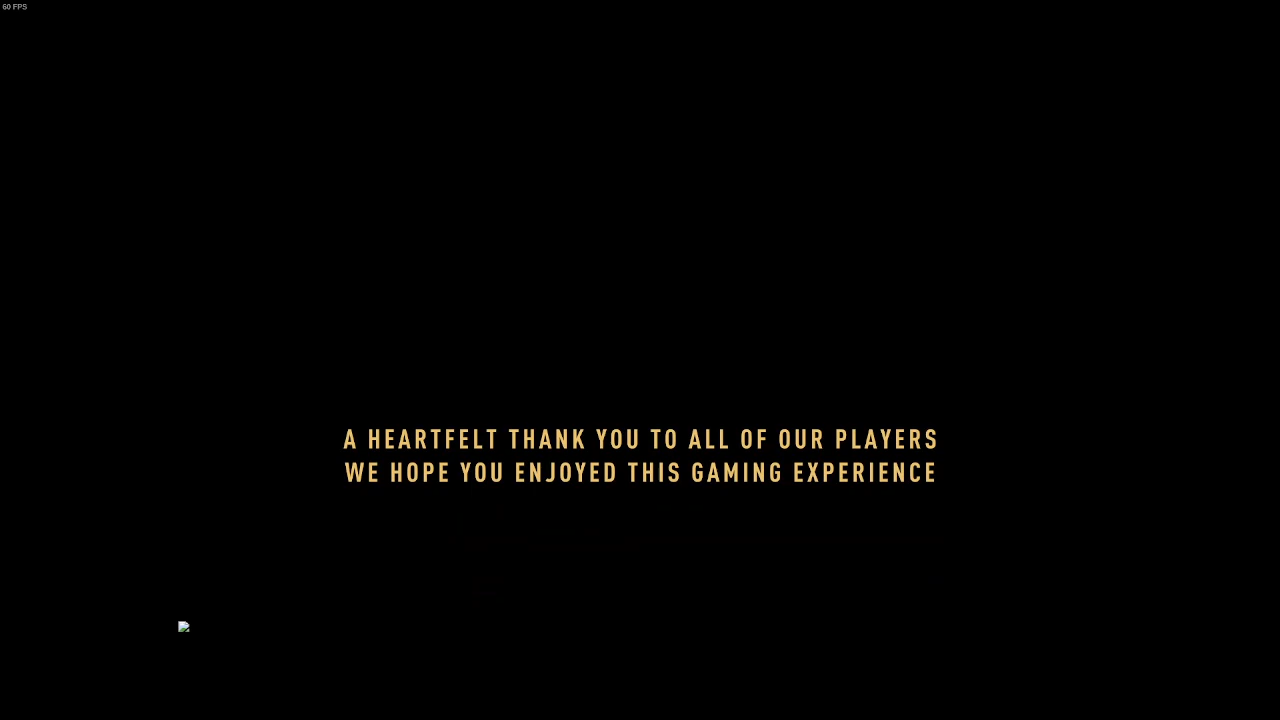 60 FPS
A HEARTFELT THANK YOU TO ALL OF OUR PLAYERS
WE HOPE YOU ENJOYED THIS GAMING EXPERIENCE